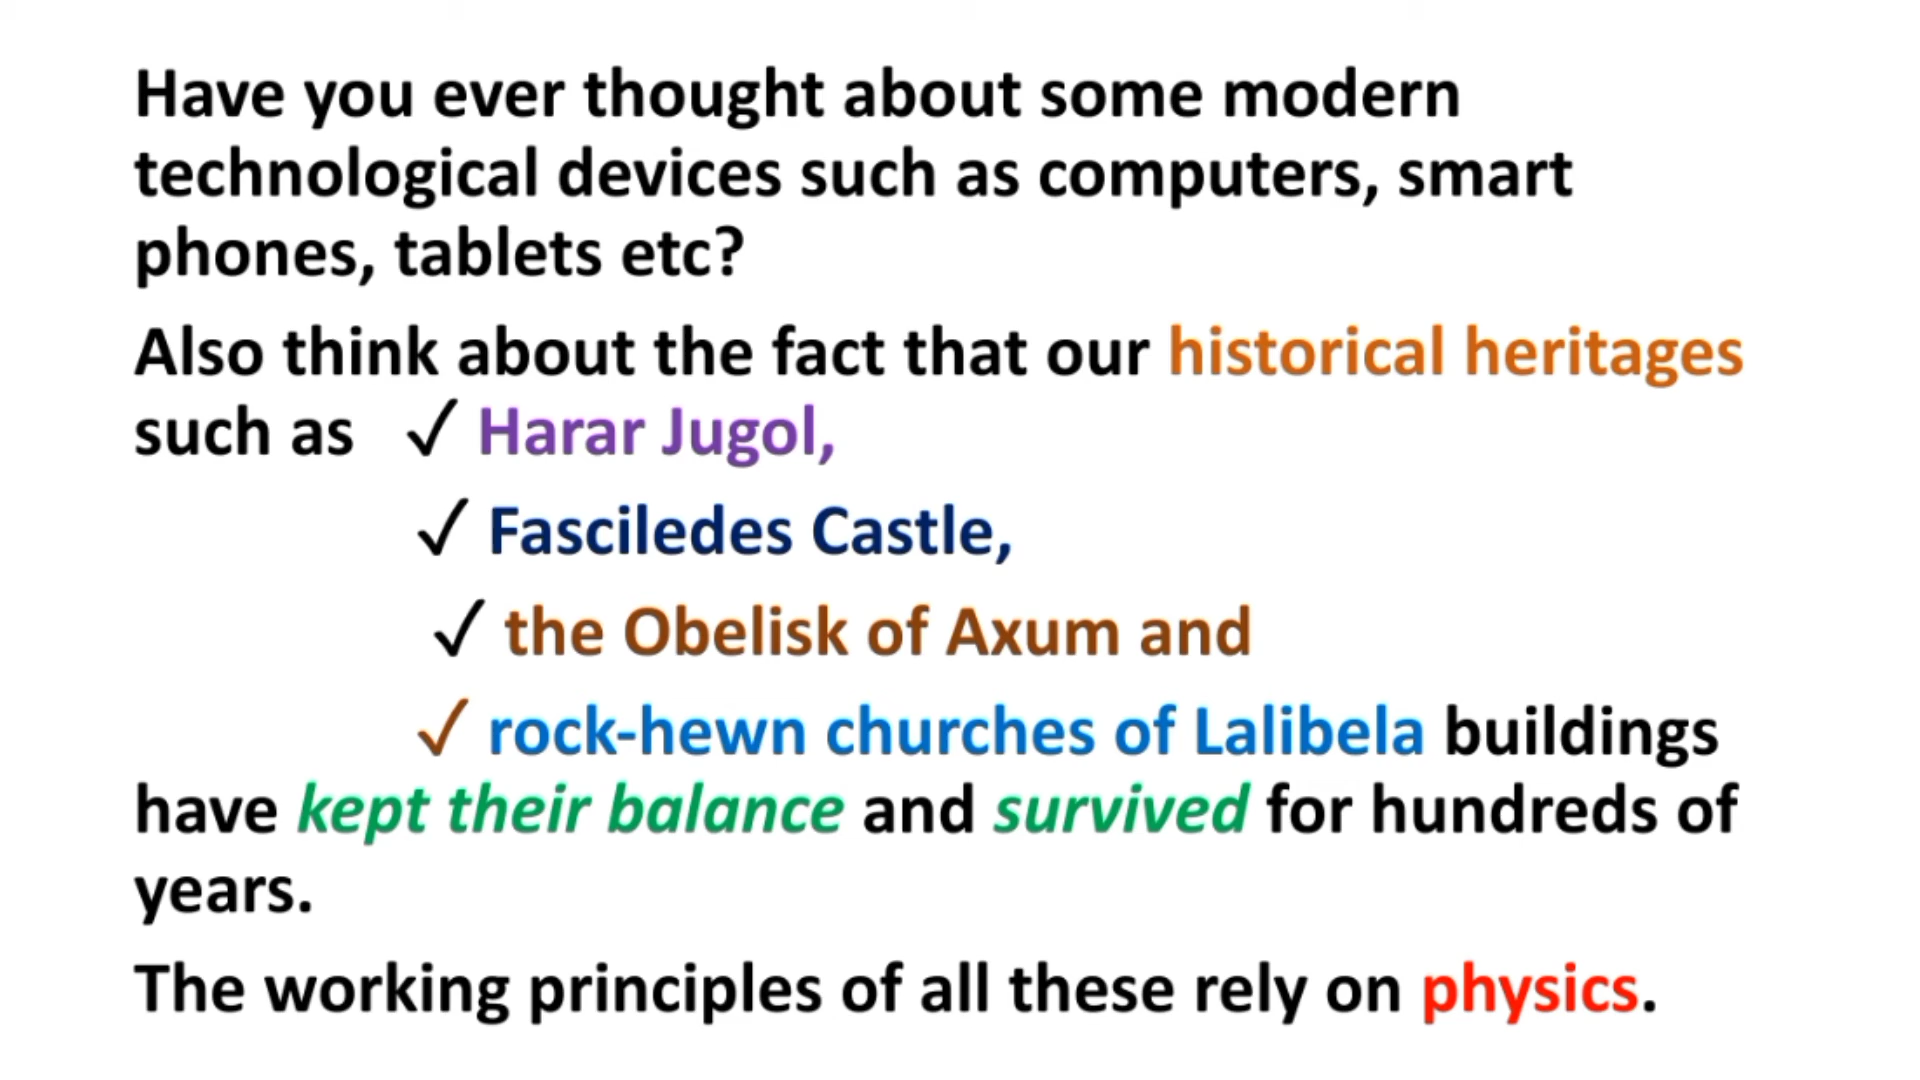 Have you ever thought about some modern
technological devices such as computers, smart
phones, tablets etc?
Also think about the fact that our historical heritages
such as ✓ Harar Jugol,
✓ Fasciledes Castle,
✓ the Obelisk of Axum and
✓ rock-hewn churches of Lalibela buildings
have kept their balance and survived for hundreds of
years.
The working principles of all these rely on physics.